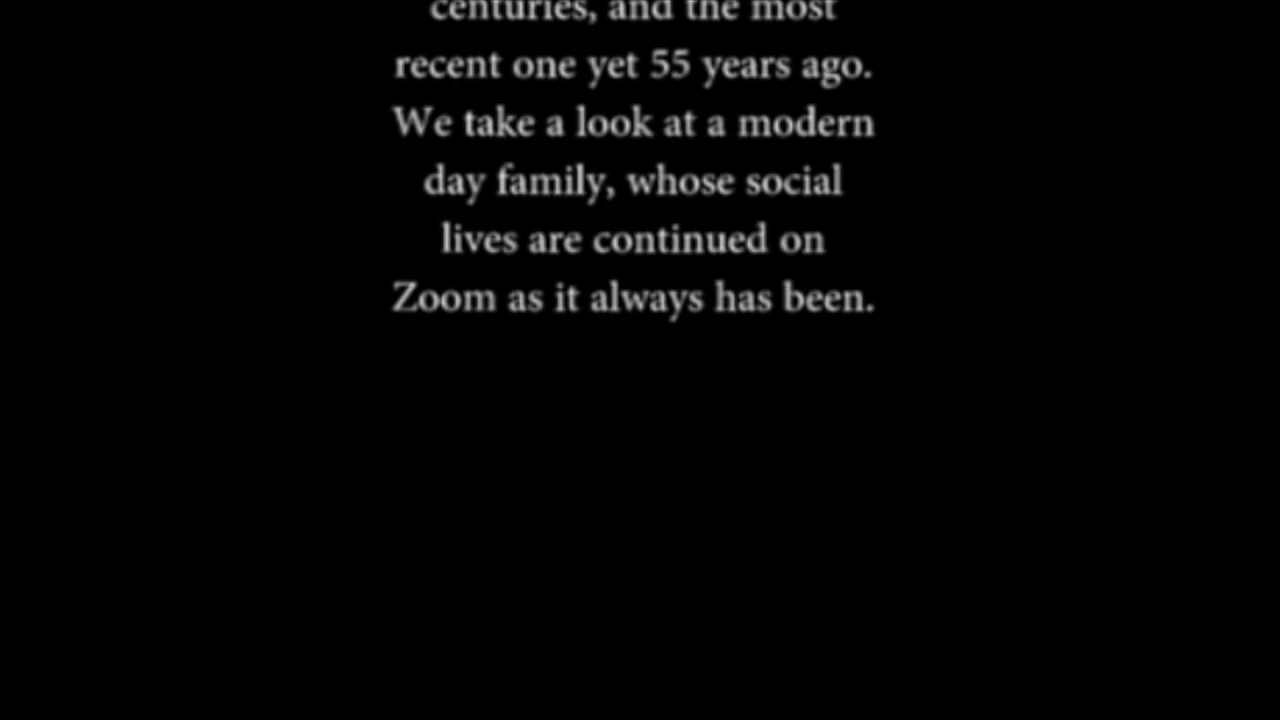 centuries, and the most
recent one yet 55 years ago.
We take a look at a modern
day family, whose social
lives are continued on
Zoom as it always has been.